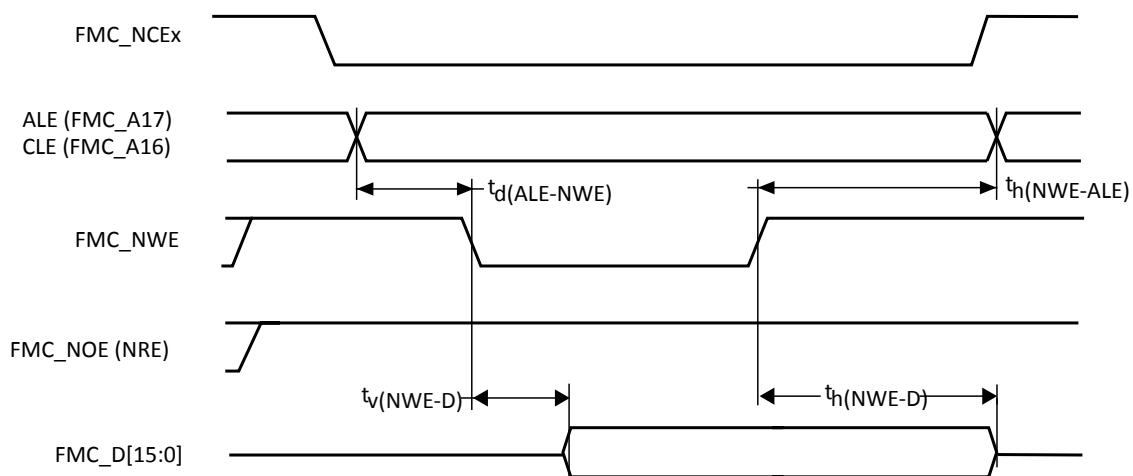 FMC_NCEx
ALE (FMC_A17)
CLE (FMC_A16)
td(ALE-NWE)
th(NWE-ALE)
FMC_NWE
FMC_NOE (NRE)
tv(NWE-D)
th(NWE-D)
FMC_D[15:0]